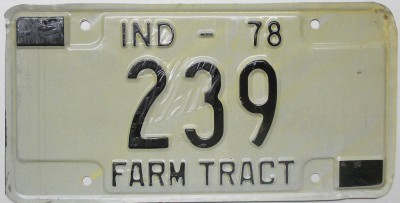 IND - 78
239
FARM TRACT